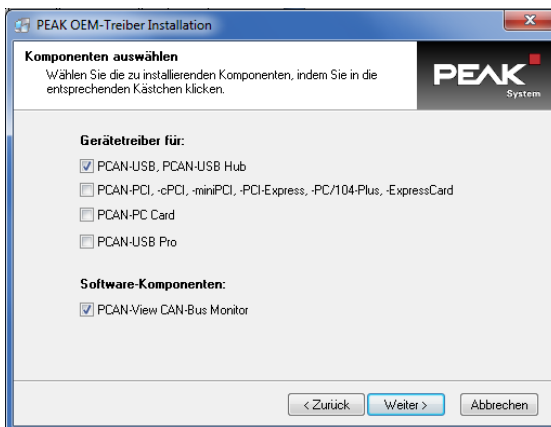 PEAK OEM-Treiber Installation
Komponenten auswählen
Wählen Sie die zu installierenden Komponenten, indem Sie in die
entsprechenden Kästchen klicken.
PEAK
System
Gerätetreiber für:
PCAN-USB, PCAN-USB Hub
PCAN-PCI, -cPCI, -miniPCI, -PCI-Express, -PC/104-Plus, -ExpressCard
PCAN-PC Card
PCAN-USB Pro
Software-Komponenten:
PCAN-View CAN-Bus Monitor
< Zurück Weiter > Abbrechen